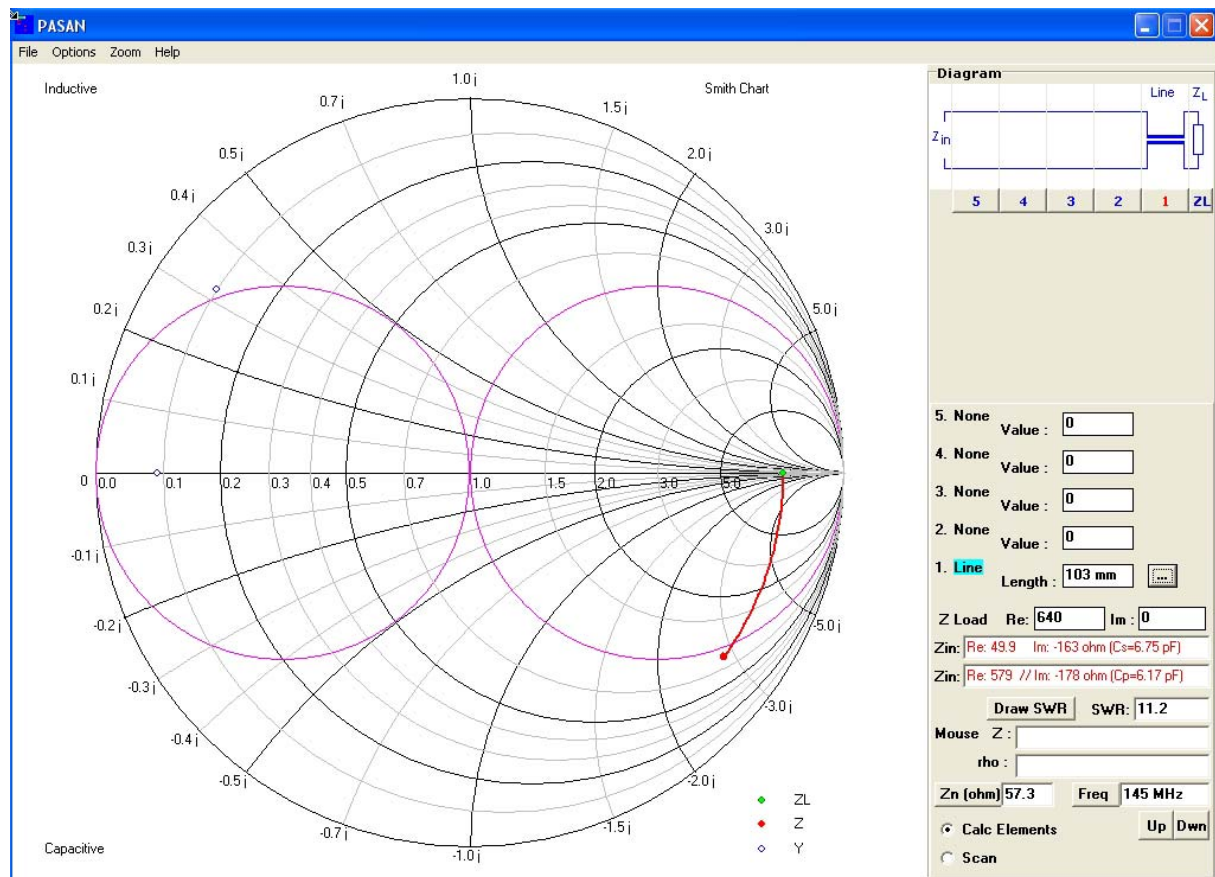 PASAN
File Options Zoom Help
Inductive
Smith Chart
1.0 j
0.7 j
1.5 j
0.5 j
2.0 j
0.4 j
3.0 j
0.3 j
0.2 j
5.0 j
0.1 j
0 0.0 0.1 0.2 0.3 0.4 0.5 0.7 1.0 1.5 2.0 3.0 5.0
-0.1 j
-0.2 j
-5.0 j
-0.3 j
-3.0 j
-0.4 j
-0.5 j
-2.0 j
-0.7 j
-1.5 j
-1.0 j
ZL
Z
Y
Capacitive
Diagram
Line ZL
Zin
5 4 3 2 1 ZL
5. None Value : 0
4. None Value : 0
3. None Value : 0
2. None Value : 0
1. Line Length : 103 mm ...
Z Load Re: 640 Im : 0
Zin: Re: 49.9 Im: -163 ohm (Cs=6.75 pF)
Zin: Re: 579 // Im: -178 ohm (Cp=6.17 pF)
Draw SWR SWR: 11.2
Mouse Z :
rho :
Zn (ohm) 57.3 Freq 145 MHz
Calc Elements Up Dwn
Scan